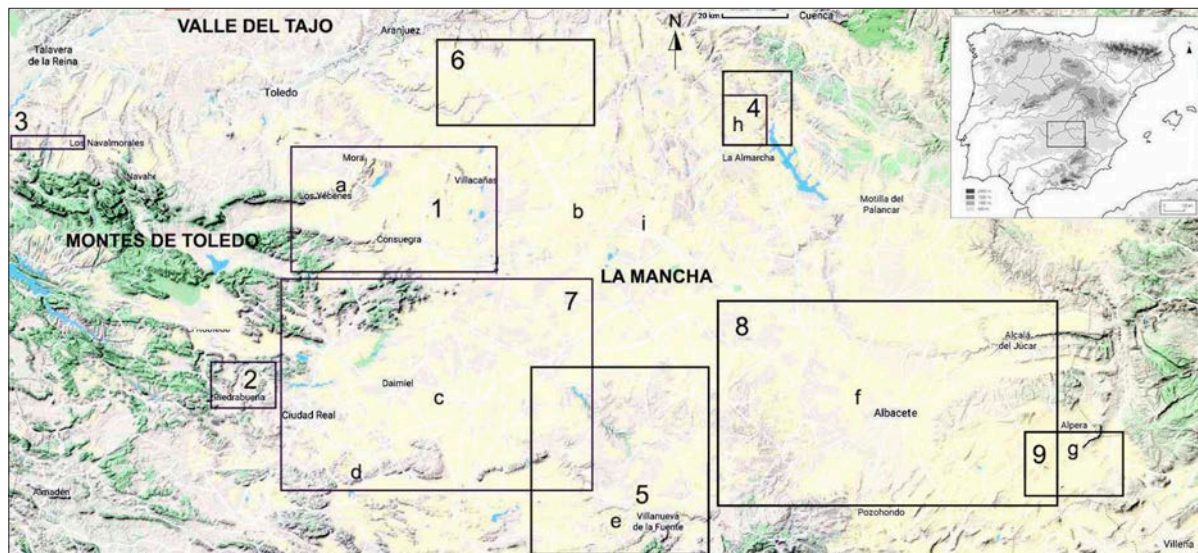 VALLE DEL TAJO
Aranjuez
20 km
Cuenca
N
Talavera
de la Reina
6
Toledo
4
h
3
Los Navalmorales
La Almarcha
Mora
Navahe
a
Villacañas
Los Yébenes
1
b
i
Motilla del
Palancar
Consuegra
MONTES DE TOLEDO
LA MANCHA
7
8
Alcalá
del Júcar
2
Piedrabuena
Daimiel
c
f
Ciudad Real
Albacete
Alpera
9
g
d
5
Almadén
e
Villanueva
de la Fuente
Pozohondo
Villena